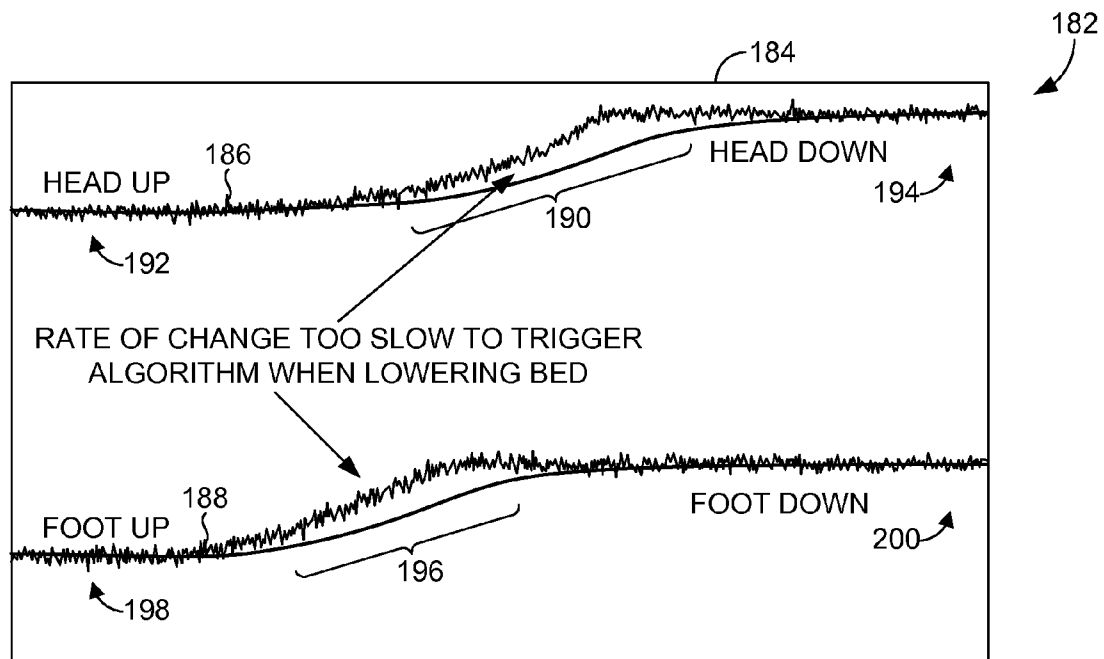 182
184
186
HEAD UP
HEAD DOWN
194
190
192
RATE OF CHANGE TOO SLOW TO TRIGGER
ALGORITHM WHEN LOWERING BED
188
FOOT UP
FOOT DOWN
200
196
198